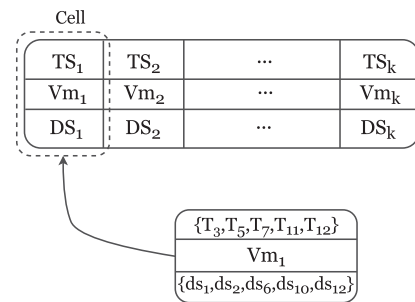 Cell
TS₁ TS₂ ... TSₖ
Vm₁ Vm₂ ... Vmₖ
DS₁ DS₂ ... DSₖ
{T₃,T₅,T₇,T₁₁,T₁₂}
Vm₁
{ds₁,ds₂,ds₆,ds₁₀,ds₁₂}